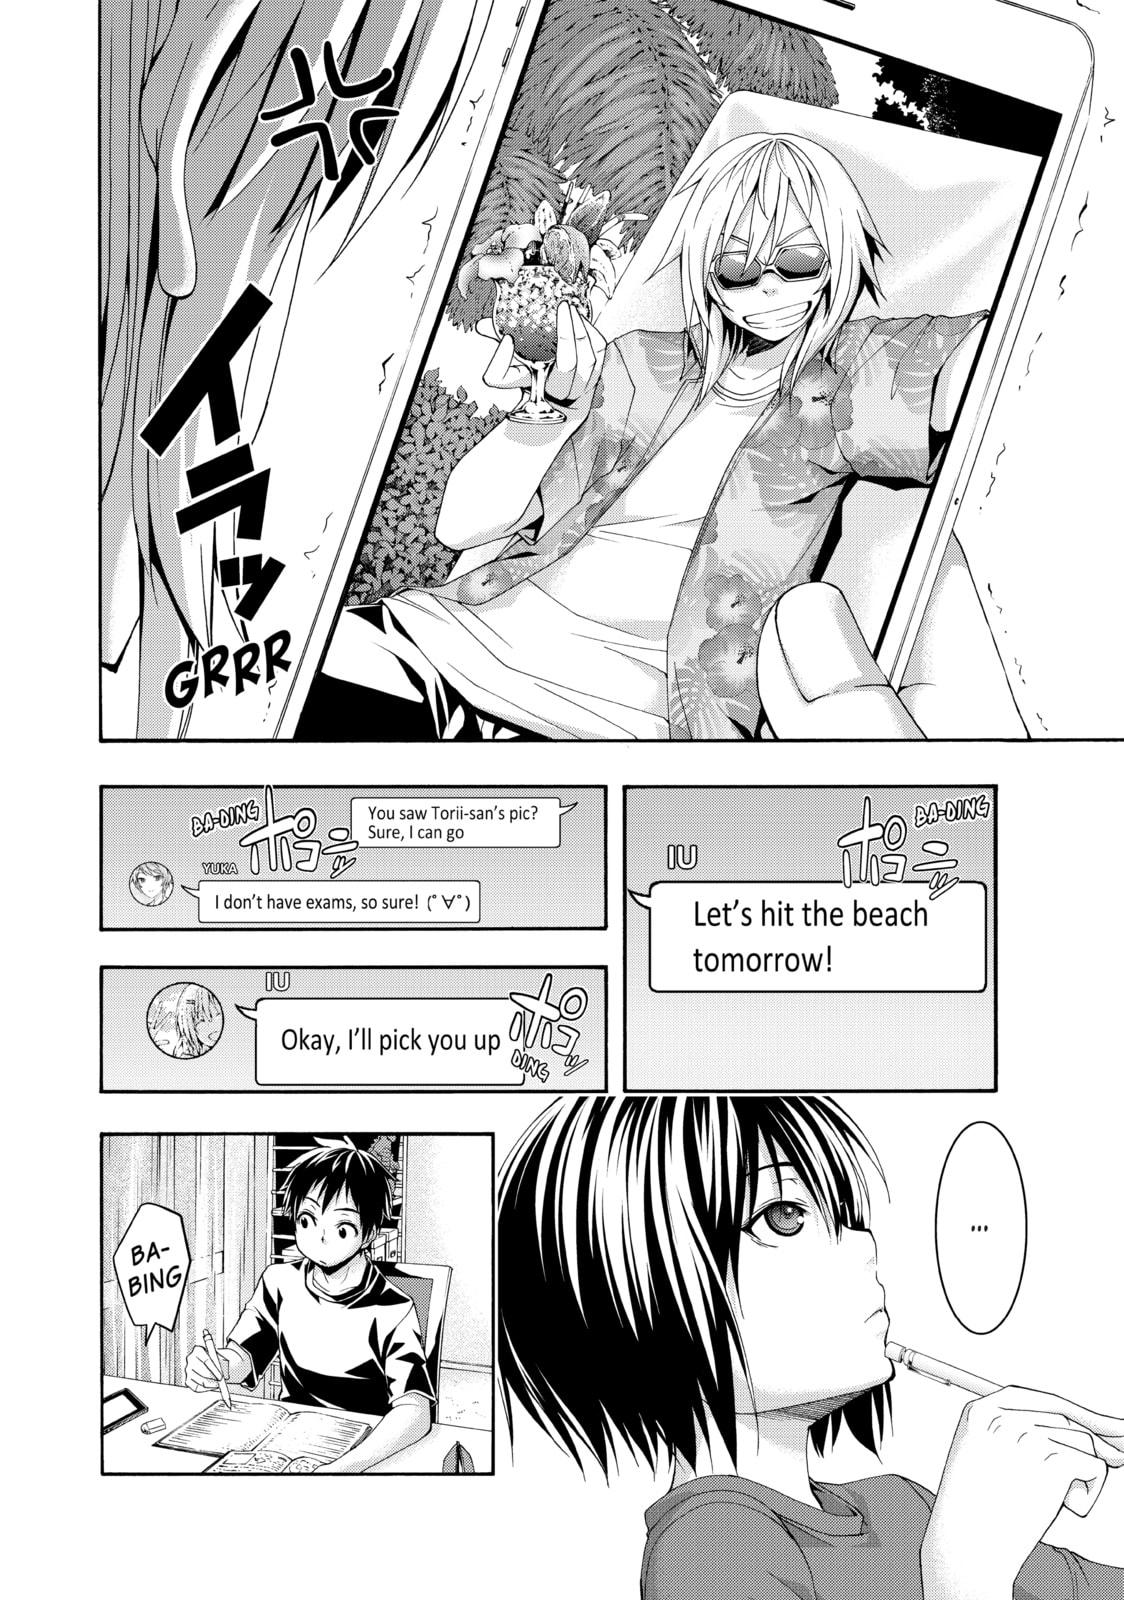 イラッ
GRRR
IU
BA-DING
ポコンッ
Let's hit the beach
tomorrow!
You saw Torii-san's pic?
Sure, I can go
BA-DING
ポコンッ
YUKA
I don't have exams, so sure! (ﾟ∀ﾟ)
IU
Okay, I'll pick you up
ポコッ
DING
...
BA-
BING